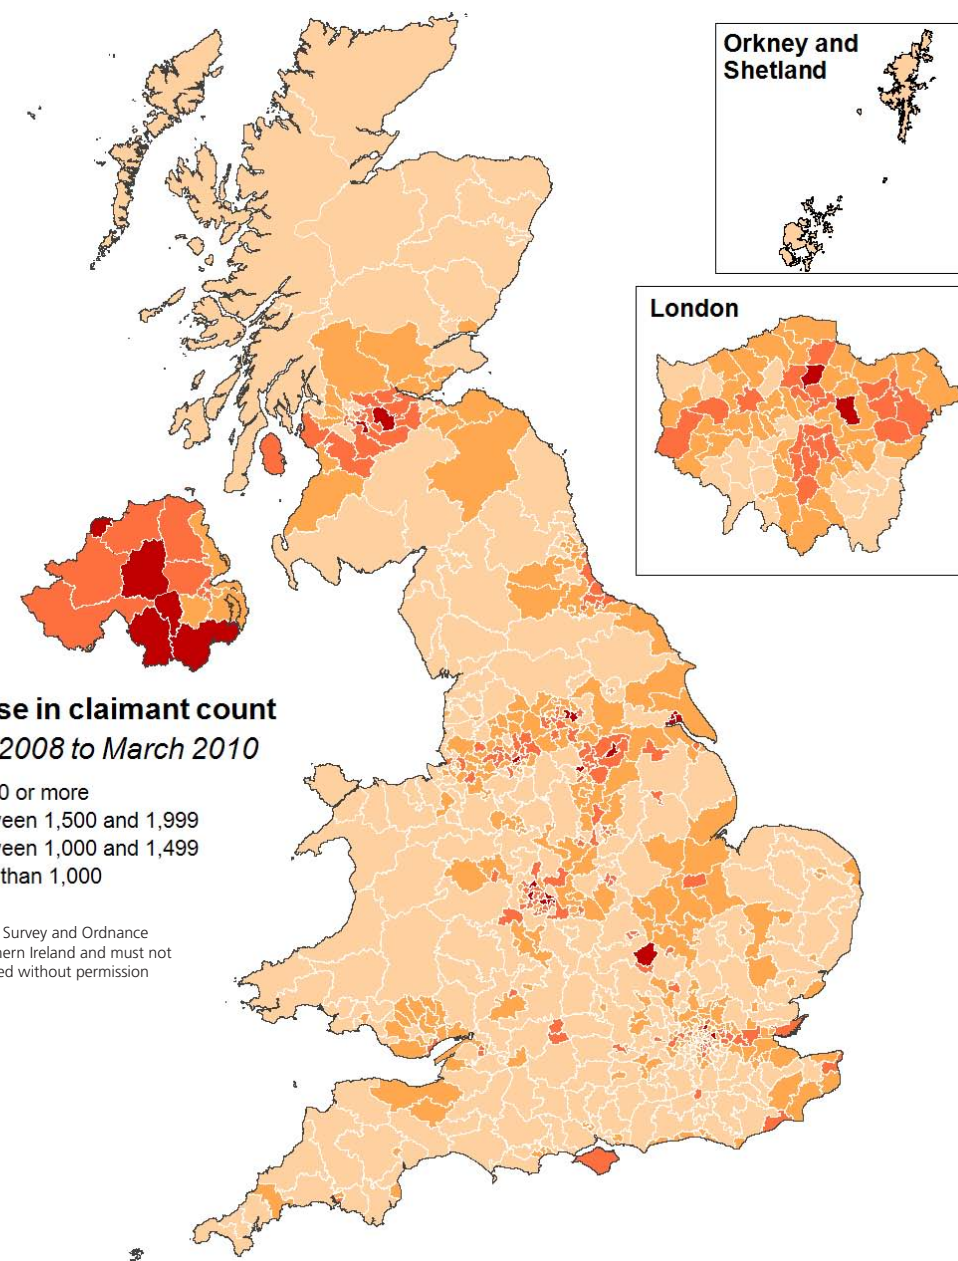 Orkney and
Shetland
London
se in claimant count
2008 to March 2010
0 or more
ween 1,500 and 1,999
ween 1,000 and 1,499
than 1,000
Survey and Ordnance
hern Ireland and must not
ed without permission